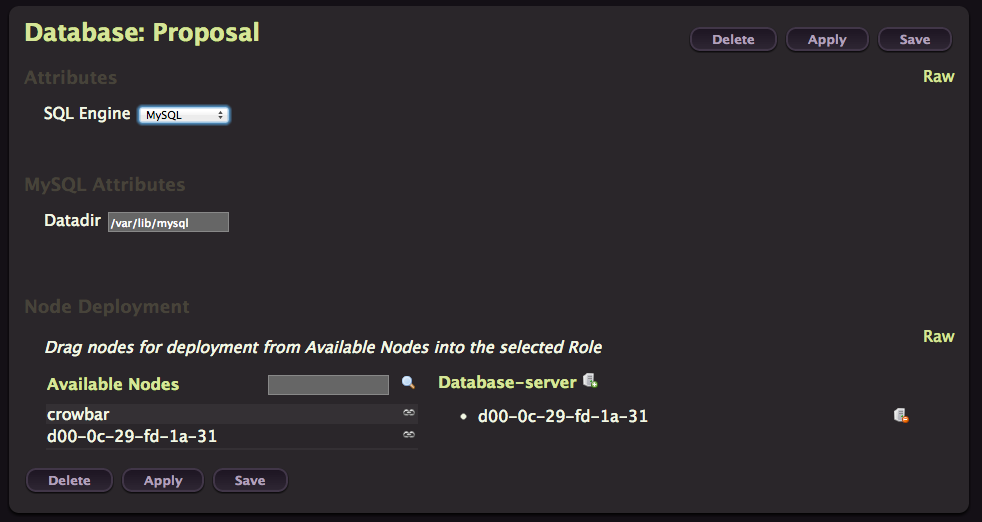 Database: Proposal
Delete Apply Save
Attributes Raw
SQL Engine MySQL
MySQL Attributes
Datadir /var/lib/mysql
Node Deployment
Raw
Drag nodes for deployment from Available Nodes into the selected Role
Available Nodes Database-server
crowbar d00-0c-29-fd-1a-31
d00-0c-29-fd-1a-31
Delete Apply Save